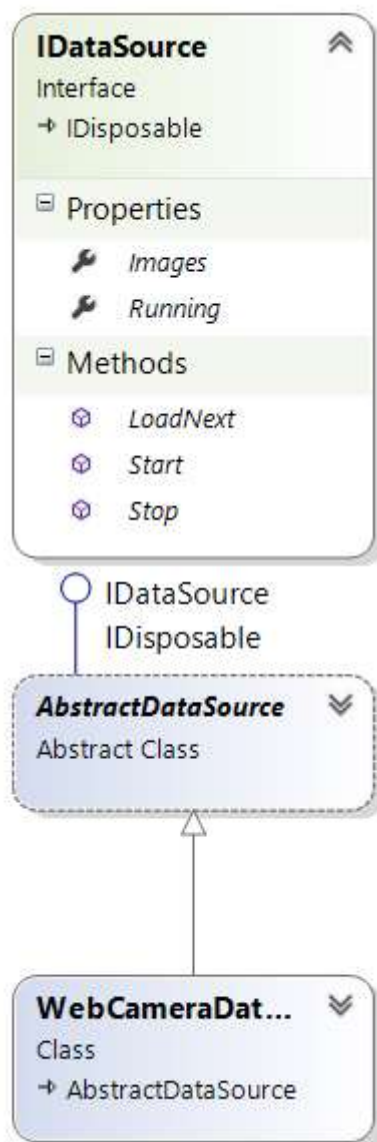 IDataSource
Interface
IDisposable
Properties
Images
Running
Methods
LoadNext
Start
Stop
IDataSource
IDisposable
AbstractDataSource
Abstract Class
WebCameraDat...
Class
AbstractDataSource